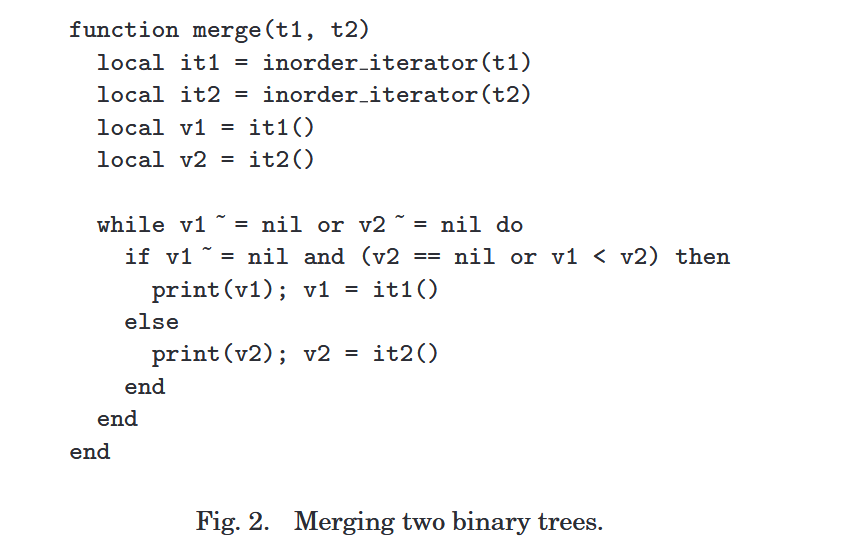 function merge(t1, t2)
  local it1 = inorder_iterator(t1)
  local it2 = inorder_iterator(t2)
  local v1 = it1()
  local v2 = it2()

  while v1 ~= nil or v2 ~= nil do
    if v1 ~= nil and (v2 == nil or v1 < v2) then
      print(v1); v1 = it1()
    else
      print(v2); v2 = it2()
    end
  end
end

Fig. 2. Merging two binary trees.